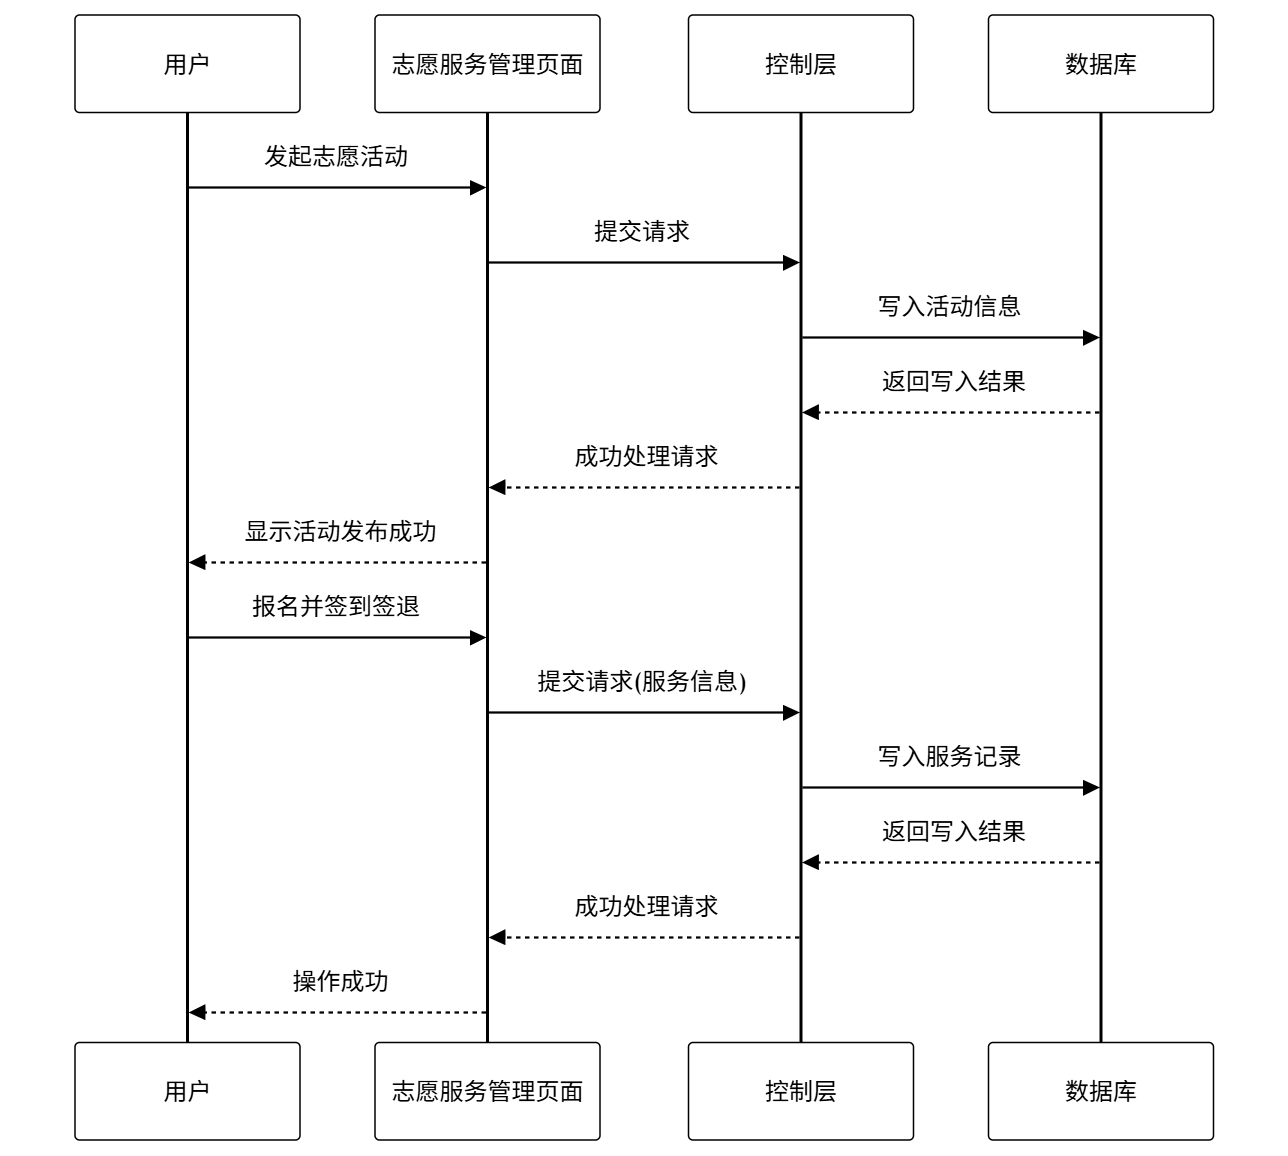 用户
志愿服务管理页面
控制层
数据库
发起志愿活动
提交请求
写入活动信息
返回写入结果
成功处理请求
显示活动发布成功
报名并签到签退
提交请求(服务信息)
写入服务记录
返回写入结果
成功处理请求
操作成功
用户
志愿服务管理页面
控制层
数据库